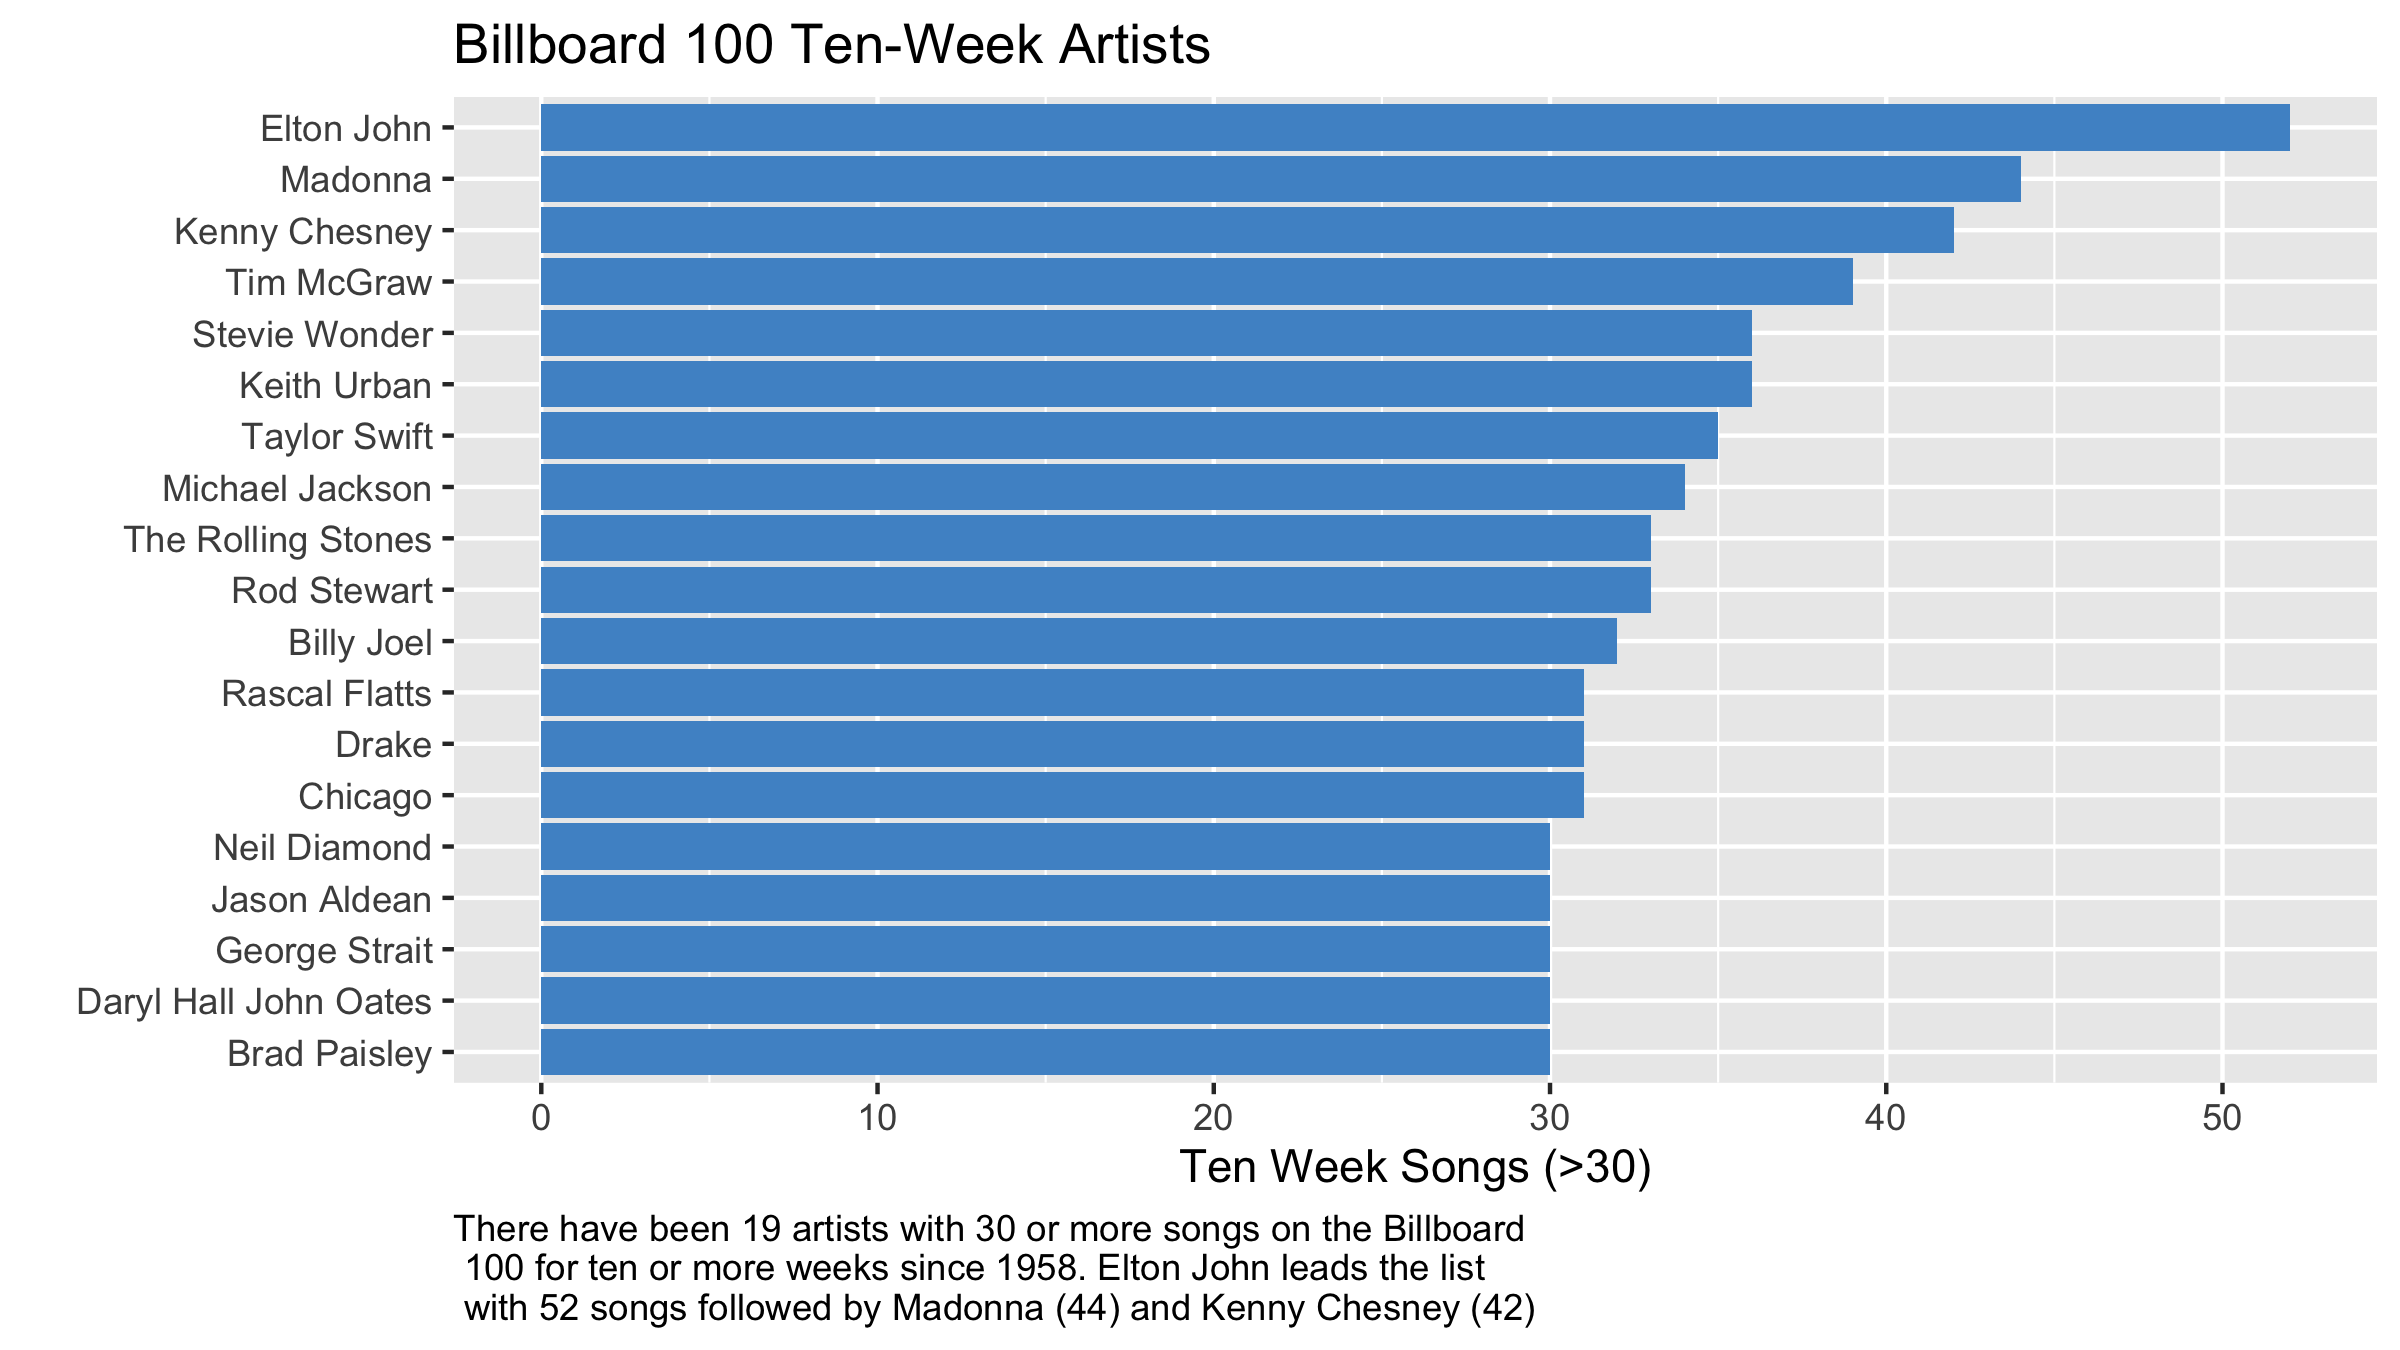 Billboard 100 Ten-Week Artists
Elton John
Madonna
Kenny Chesney
Tim McGraw
Stevie Wonder
Keith Urban
Taylor Swift
Michael Jackson
The Rolling Stones
Rod Stewart
Billy Joel
Rascal Flatts
Drake
Chicago
Neil Diamond
Jason Aldean
George Strait
Daryl Hall John Oates
Brad Paisley
0 10 20 30 40 50
Ten Week Songs (>30)
There have been 19 artists with 30 or more songs on the Billboard
100 for ten or more weeks since 1958. Elton John leads the list
with 52 songs followed by Madonna (44) and Kenny Chesney (42)